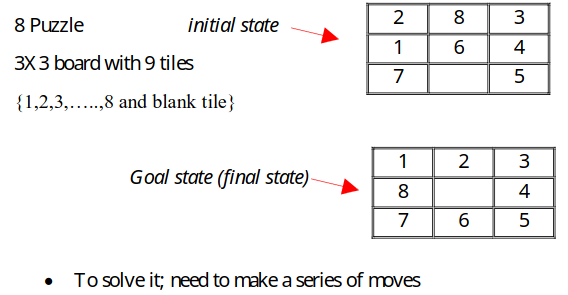 8 Puzzle
initial state
3X 3 board with 9 tiles
{1,2,3,…..,8 and blank tile}
2 8 3
1 6 4
7 5
Goal state (final state)
1 2 3
8 4
7 6 5
• To solve it; need to make a series of moves